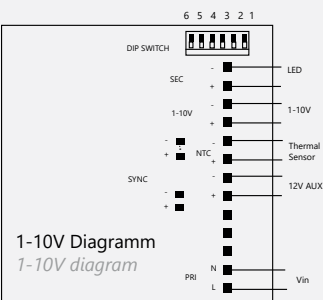 6 5 4 3 2 1
DIP SWITCH
- LED
SEC
+
- 1-10V
1-10V
+
- - Thermal
NTC
+ + Sensor
SYNC
- 12V AUX
- +
+
1-10V Diagramm
1-10V diagram
N
PRI Vin
L